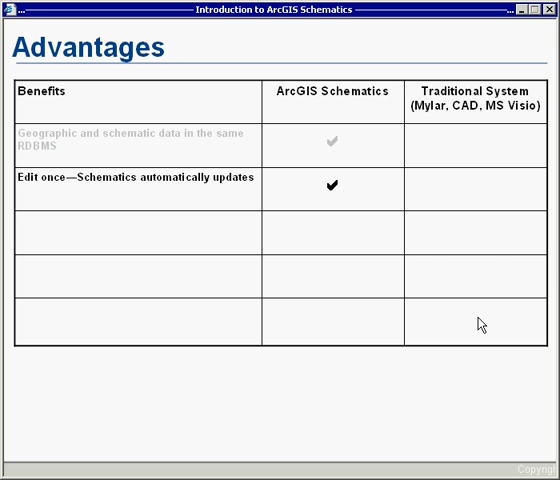 Introduction to ArcGIS Schematics
Advantages
Benefits
ArcGIS Schematics
Traditional System
(Mylar, CAD, MS Visio)
Geographic and schematic data in the same
RDBMS
Edit once—Schematics automatically updates